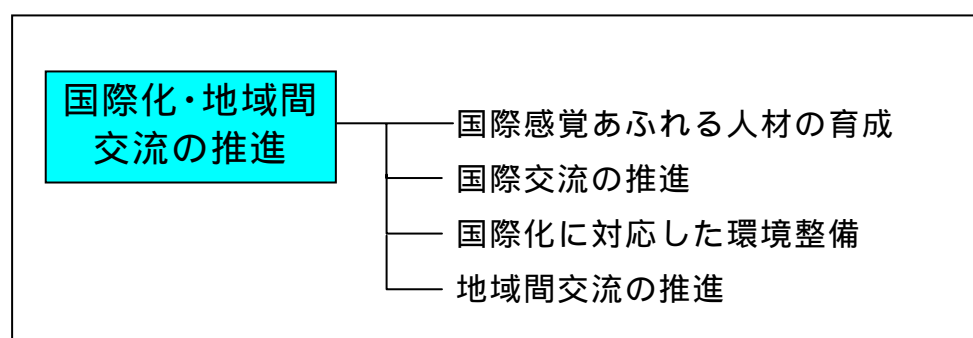 国際化・地域間
交流の推進
国際感覚あふれる人材の育成
国際交流の推進
国際化に対応した環境整備
地域間交流の推進